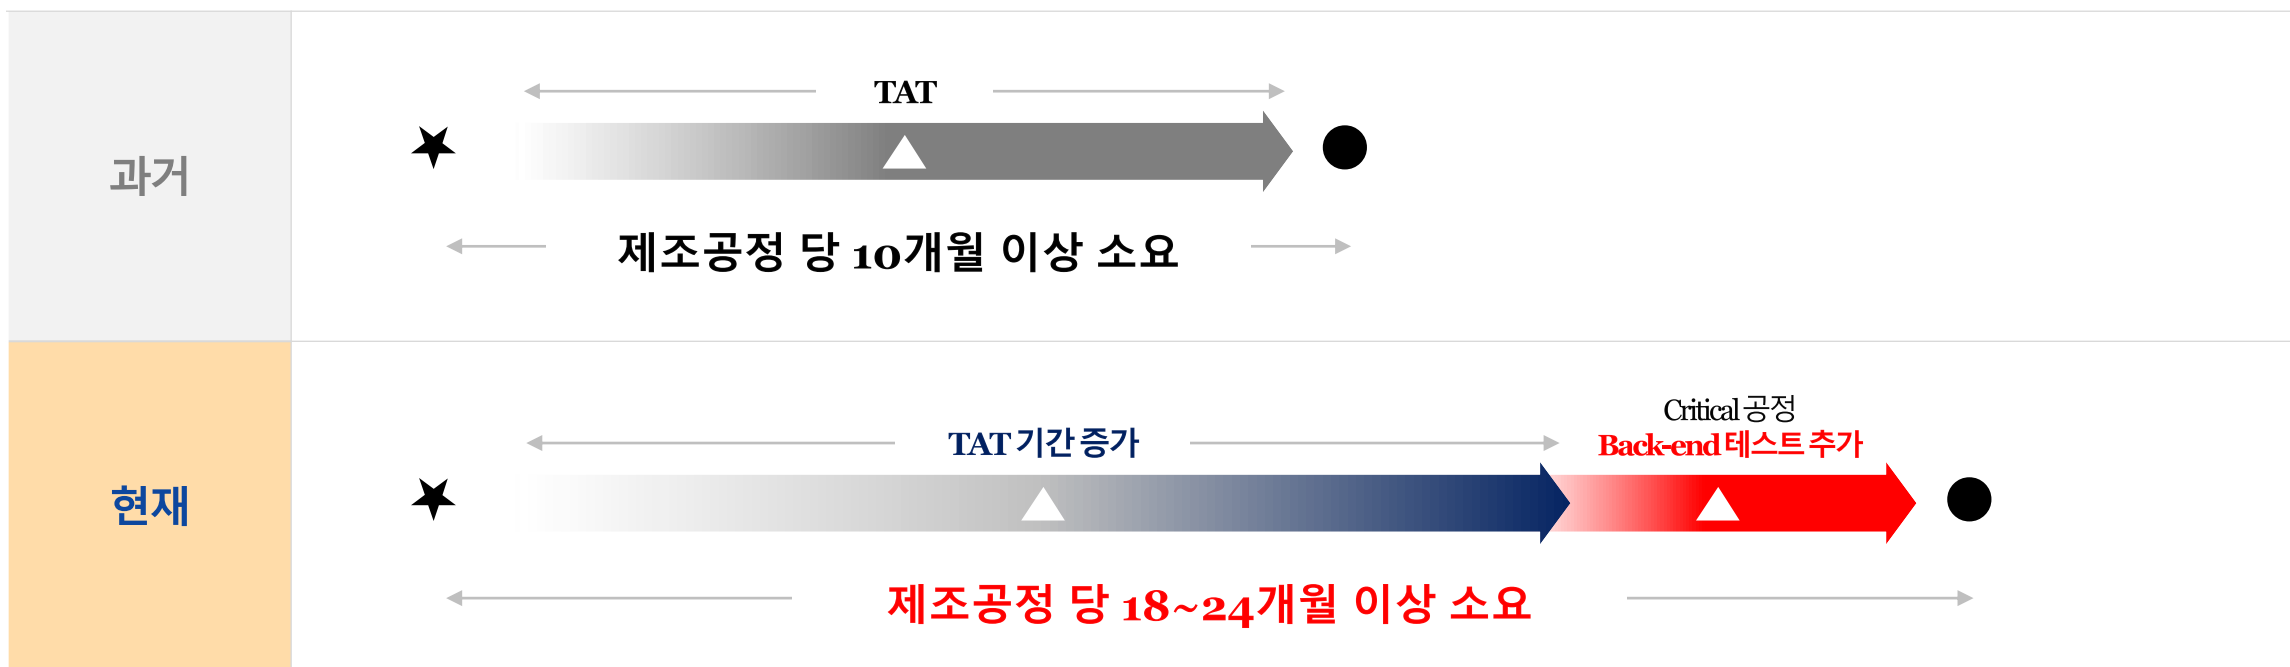 과거
TAT
제조공정 당 10개월 이상 소요
현재
TAT 기간 증가
Critical 공정
Back-end 테스트 추가
제조공정 당 18~24개월 이상 소요